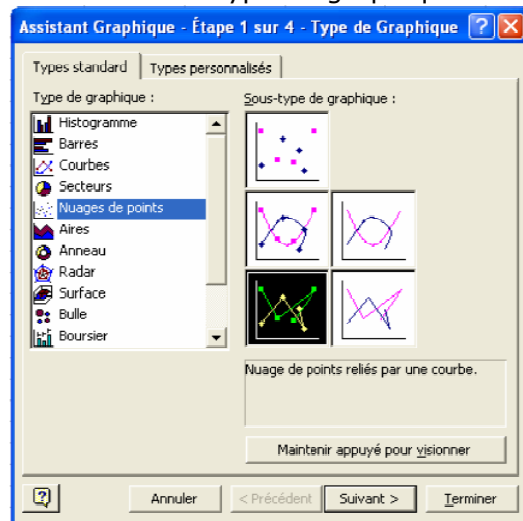 Assistant Graphique - Étape 1 sur 4 - Type de Graphique
Types standard
Types personnalisés
Type de graphique :
Sous-type de graphique :
Histogramme
Barres
Courbes
Secteurs
Nuages de points
Aires
Anneau
Radar
Surface
Bulle
Boursier
Nuage de points reliés par une courbe.
Maintenir appuyé pour visionner
Annuler
< Précédent
Suivant >
Terminer